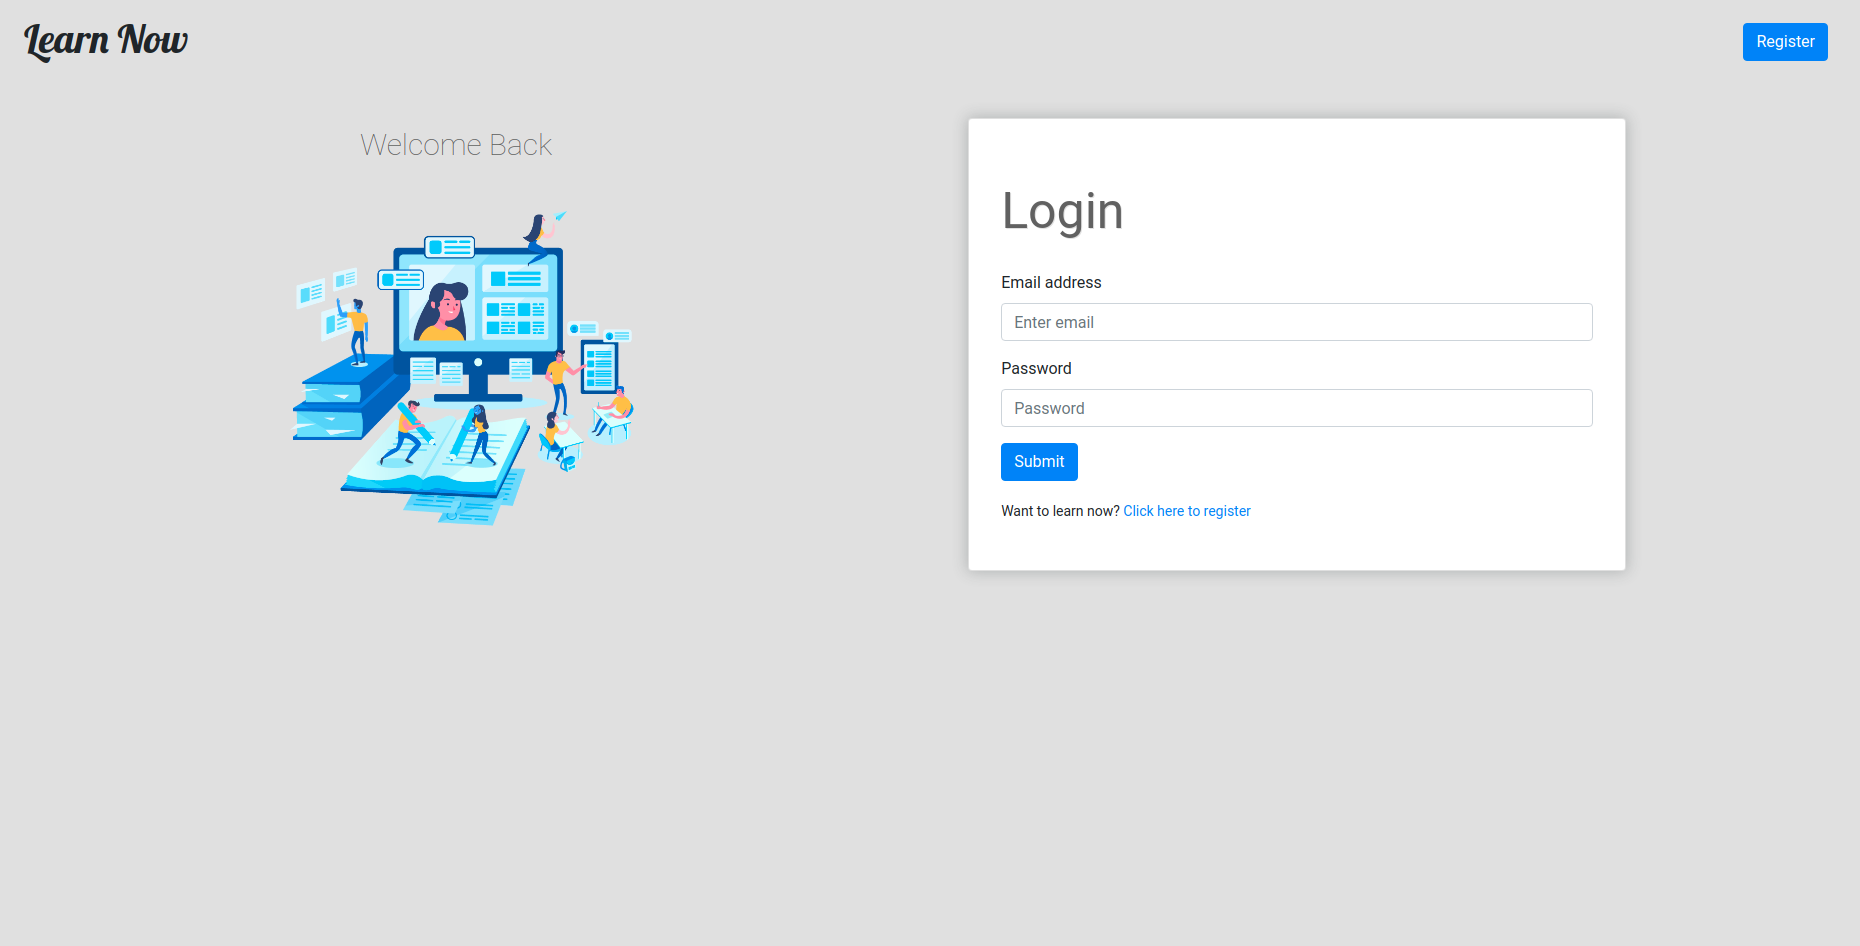 Learn Now
Register
Welcome Back
Login
Email address
Enter email
Password
Password
Submit
Want to learn now? Click here to register